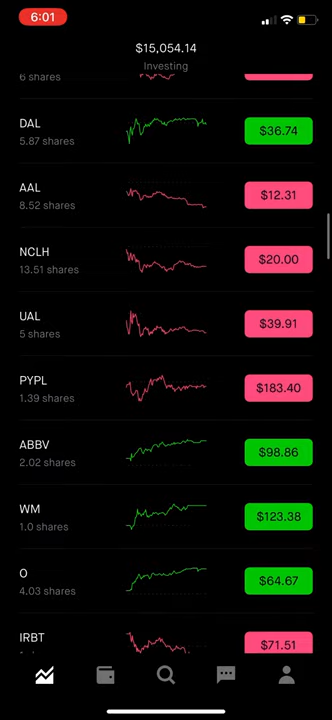 6:01
$15,054.14
Investing
6 shares
DAL
5.87 shares
$36.74
AAL
8.52 shares
$12.31
NCLH
13.51 shares
$20.00
UAL
5 shares
$39.91
PYPL
1.39 shares
$183.40
ABBV
2.02 shares
$98.86
WM
1.0 shares
$123.38
O
4.03 shares
$64.67
IRBT
$71.51